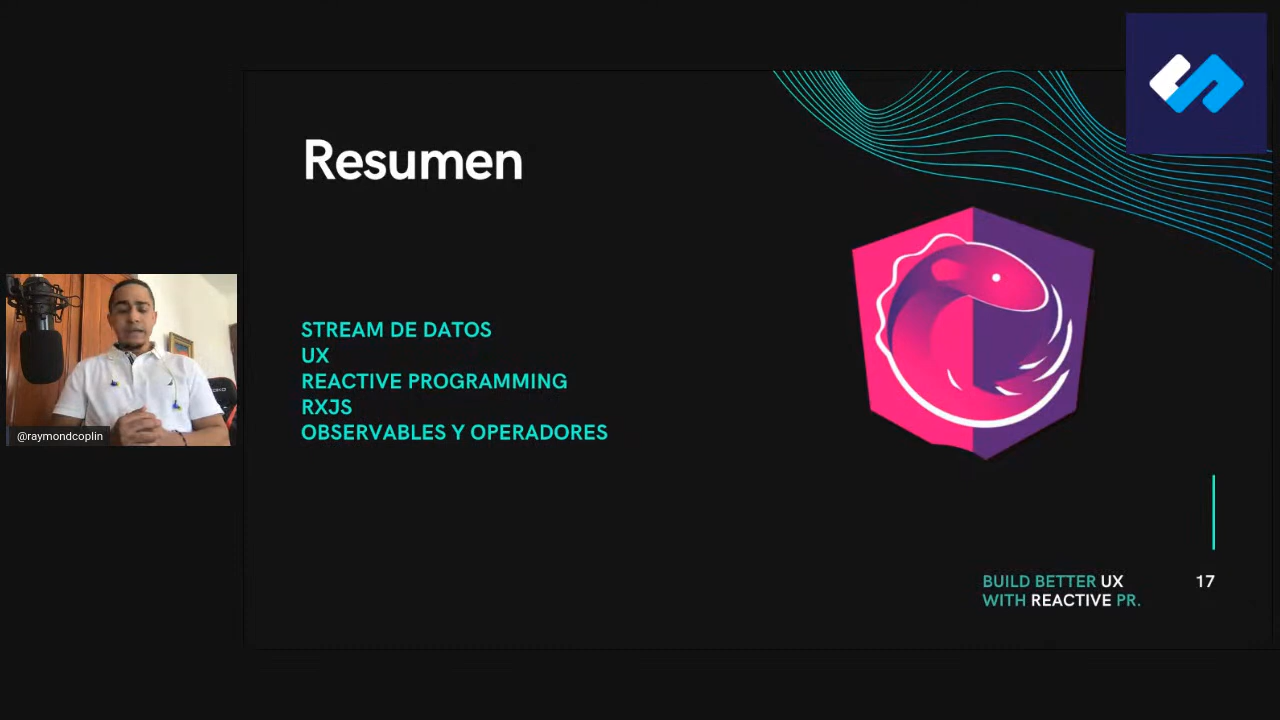 Resumen
STREAM DE DATOS
UX
REACTIVE PROGRAMMING
RXJS
OBSERVABLES Y OPERADORES
@raymondcoplin
BUILD BETTER UX
WITH REACTIVE PR.
17